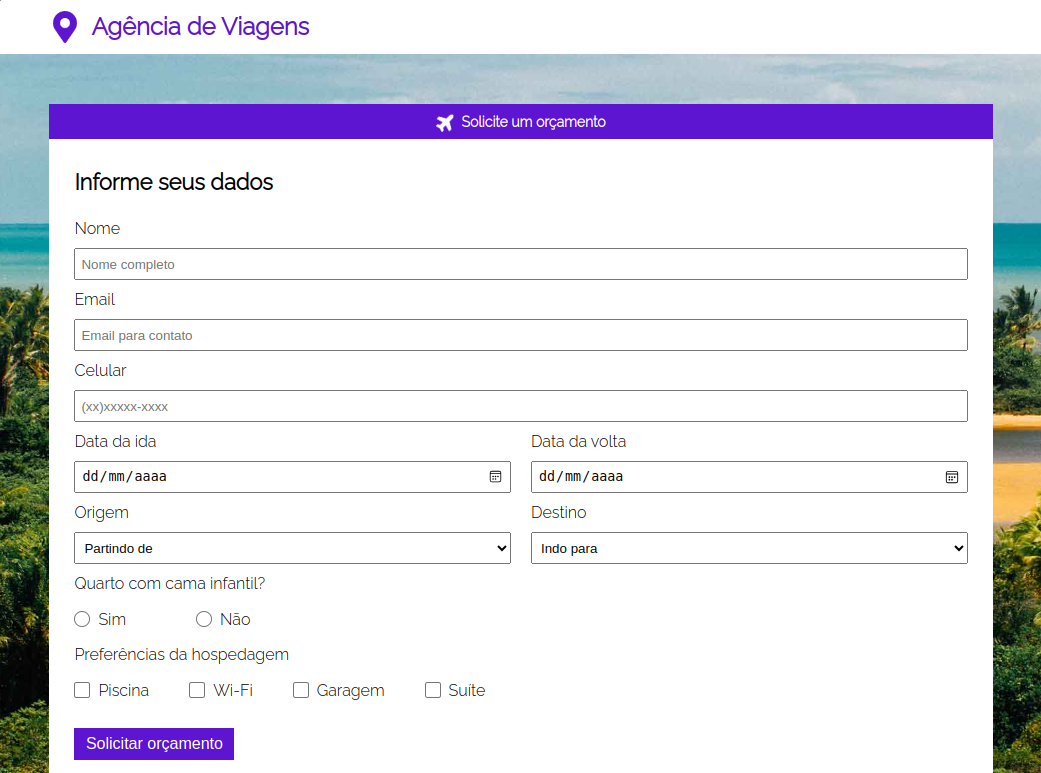 Agência de Viagens
Solicite um orçamento
Informe seus dados
Nome
Nome completo
Email
Email para contato
Celular
(xx)xxxxx-xxxx
Data da ida Data da volta
dd/mm/aaaa dd/mm/aaaa
Origem Destino
Partindo de Indo para
Quarto com cama infantil?
Sim Não
Preferências da hospedagem
Piscina Wi-Fi Garagem Suíte
Solicitar orçamento